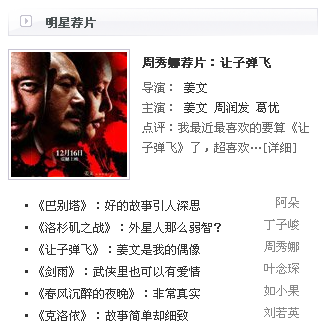 明星荐片
周秀娜荐片：让子弹飞
导演： 姜文
主演： 姜文 周润发 葛优
点评：我最近最喜欢的要算《让
子弹飞》了，超喜欢…[详细]
12月16日
《巴别塔》：好的故事引人深思 阿朵
《洛杉矶之战》：外星人那么弱智？ 丁子峻
《让子弹飞》：姜文是我的偶像 周秀娜
《剑雨》：武侠里也可以有爱情 叶念琛
《春风沉醉的夜晚》：非常真实 如小果
《克洛依》：故事简单却细致 刘若英